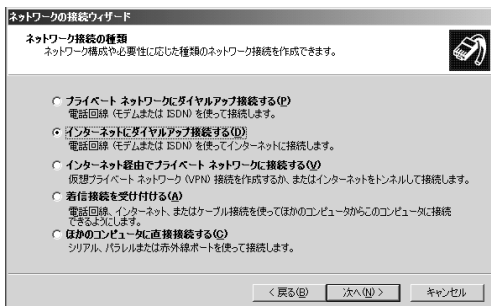 ネットワークの接続ウィザード
ネットワーク接続の種類
ネットワーク構成や必要性に応じた種類のネットワーク接続を作成できます。
プライベート ネットワークにダイヤルアップ接続する(P)
電話回線 (モデムまたは ISDN) を使って接続します。
インターネットにダイヤルアップ接続する(D)
電話回線 (モデムまたは ISDN) を使ってインターネットに接続します。
インターネット経由でプライベート ネットワークに接続する(V)
仮想プライベート ネットワーク (VPN) 接続を作成するか、またはインターネットをトンネルして接続します。
着信接続を受け付ける(A)
電話回線、インターネット、またはケーブル接続を使ってほかのコンピュータからこのコンピュータに接続
できるようにします。
ほかのコンピュータに直接接続する(C)
シリアル、パラレルまたは赤外線ポートを使って接続します。
< 戻る(B) 次へ(N) > キャンセル